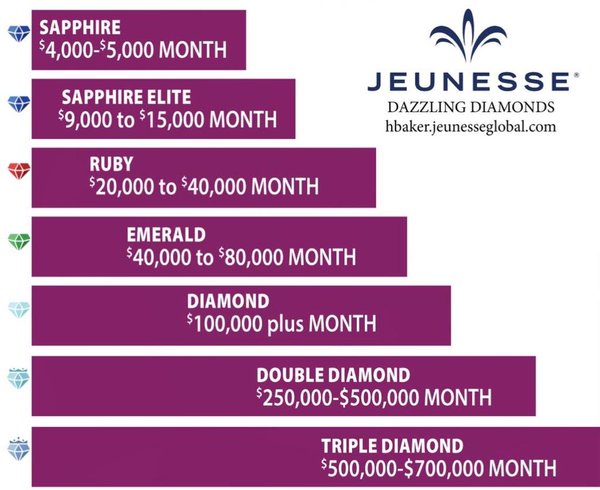 SAPPHIRE
$4,000-$5,000 MONTH
JEUNESSE®
DAZZLING DIAMONDS
hbaker.jeunesseglobal.com
SAPPHIRE ELITE
$9,000 to $15,000 MONTH
RUBY
$20,000 to $40,000 MONTH
EMERALD
$40,000 to $80,000 MONTH
DIAMOND
$100,000 plus MONTH
DOUBLE DIAMOND
$250,000-$500,000 MONTH
TRIPLE DIAMOND
$500,000-$700,000 MONTH